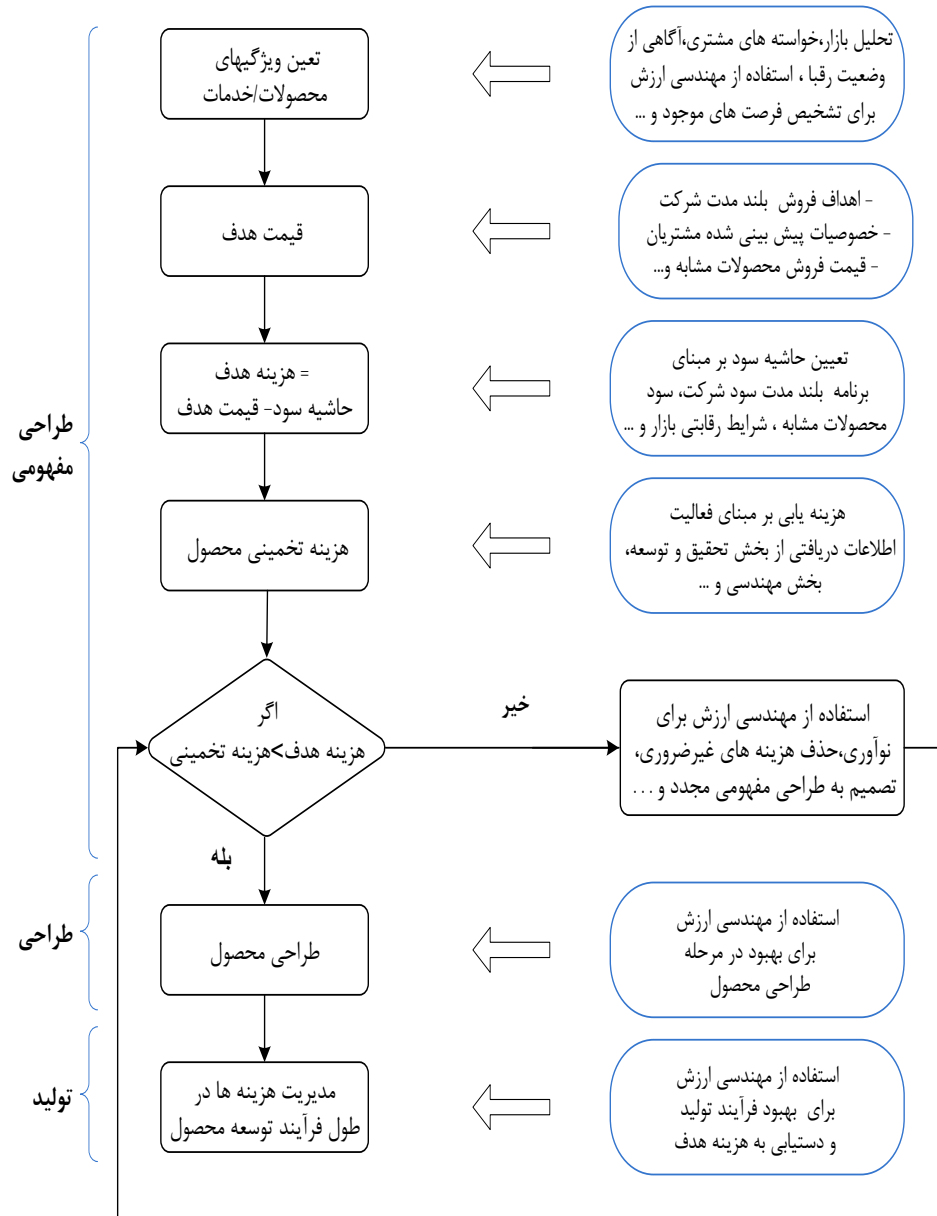 تعین ویژگیهای
محصولات/خدمات
تحلیل بازار،خواسته های مشتری،آگاهی از
وضعیت رقبا ، استفاده از مهندسی ارزش
برای تشخیص فرصت های موجود و ...
قیمت هدف
- اهداف فروش بلند مدت شرکت
- خصوصیات پیش بینی شده مشتریان
- قیمت فروش محصولات مشابه و...
= هزینه هدف
حاشیه سود- قیمت هدف
تعیین حاشیه سود بر مبنای
برنامه بلند مدت سود شرکت، سود
محصولات مشابه ، شرایط رقابتی بازار و ...
طراحی
مفهومی
هزینه تخمینی محصول
هزینه یابی بر مبنای فعالیت
اطلاعات دریافتی از بخش تحقیق و توسعه،
بخش مهندسی و ...
اگر
هزینه هدف>هزینه تخمینی
خیر
استفاده از مهندسی ارزش برای
نوآوری،حذف هزینه های غیرضروری،
تصمیم به طراحی مفهومی مجدد و ...
بله
طراحی
طراحی محصول
استفاده از مهندسی ارزش
برای بهبود در مرحله
طراحی محصول
تولید
مدیریت هزینه ها در
طول فرآیند توسعه محصول
استفاده از مهندسی ارزش
برای بهبود فرآیند تولید
و دستیابی به هزینه هدف